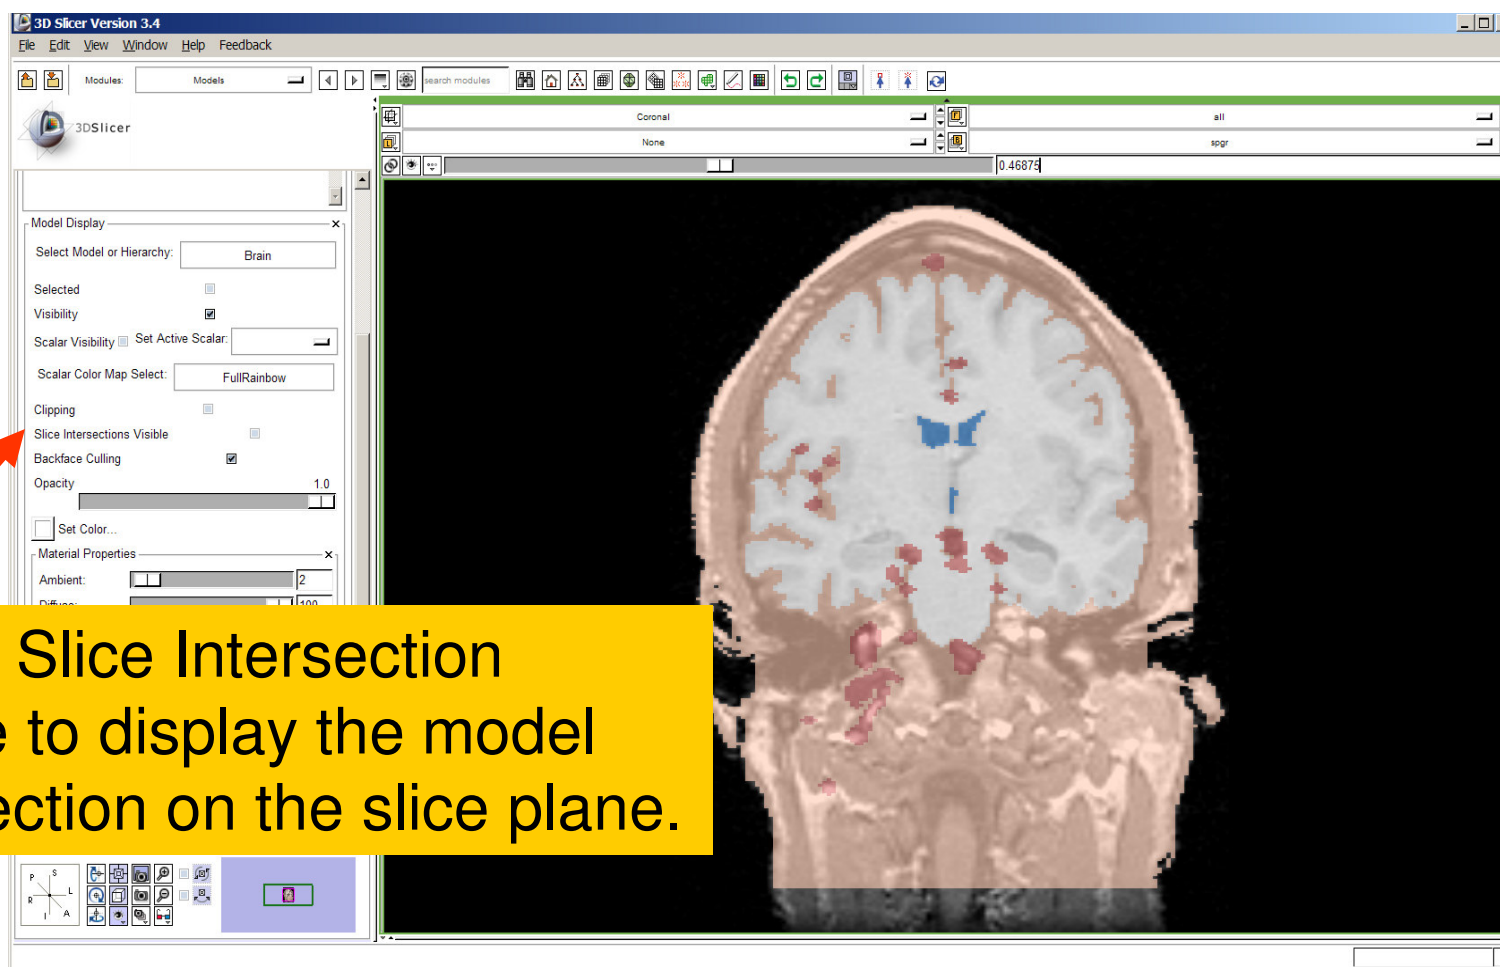 3D Slicer Version 3.4
File Edit View Window Help Feedback
Modules: Models search modules
3DSlicer
Coronal all
None spgr
0.46875
Model Display
Select Model or Hierarchy: Brain
Selected
Visibility
Scalar Visibility Set Active Scalar:
Scalar Color Map Select: FullRainbow
Clipping
Slice Intersections Visible
Backface Culling
Opacity 1.0
Set Color...
Material Properties
Ambient: 2
Diffuse: 100
Slice Intersection
e to display the model
ection on the slice plane.
P S
R L
I A